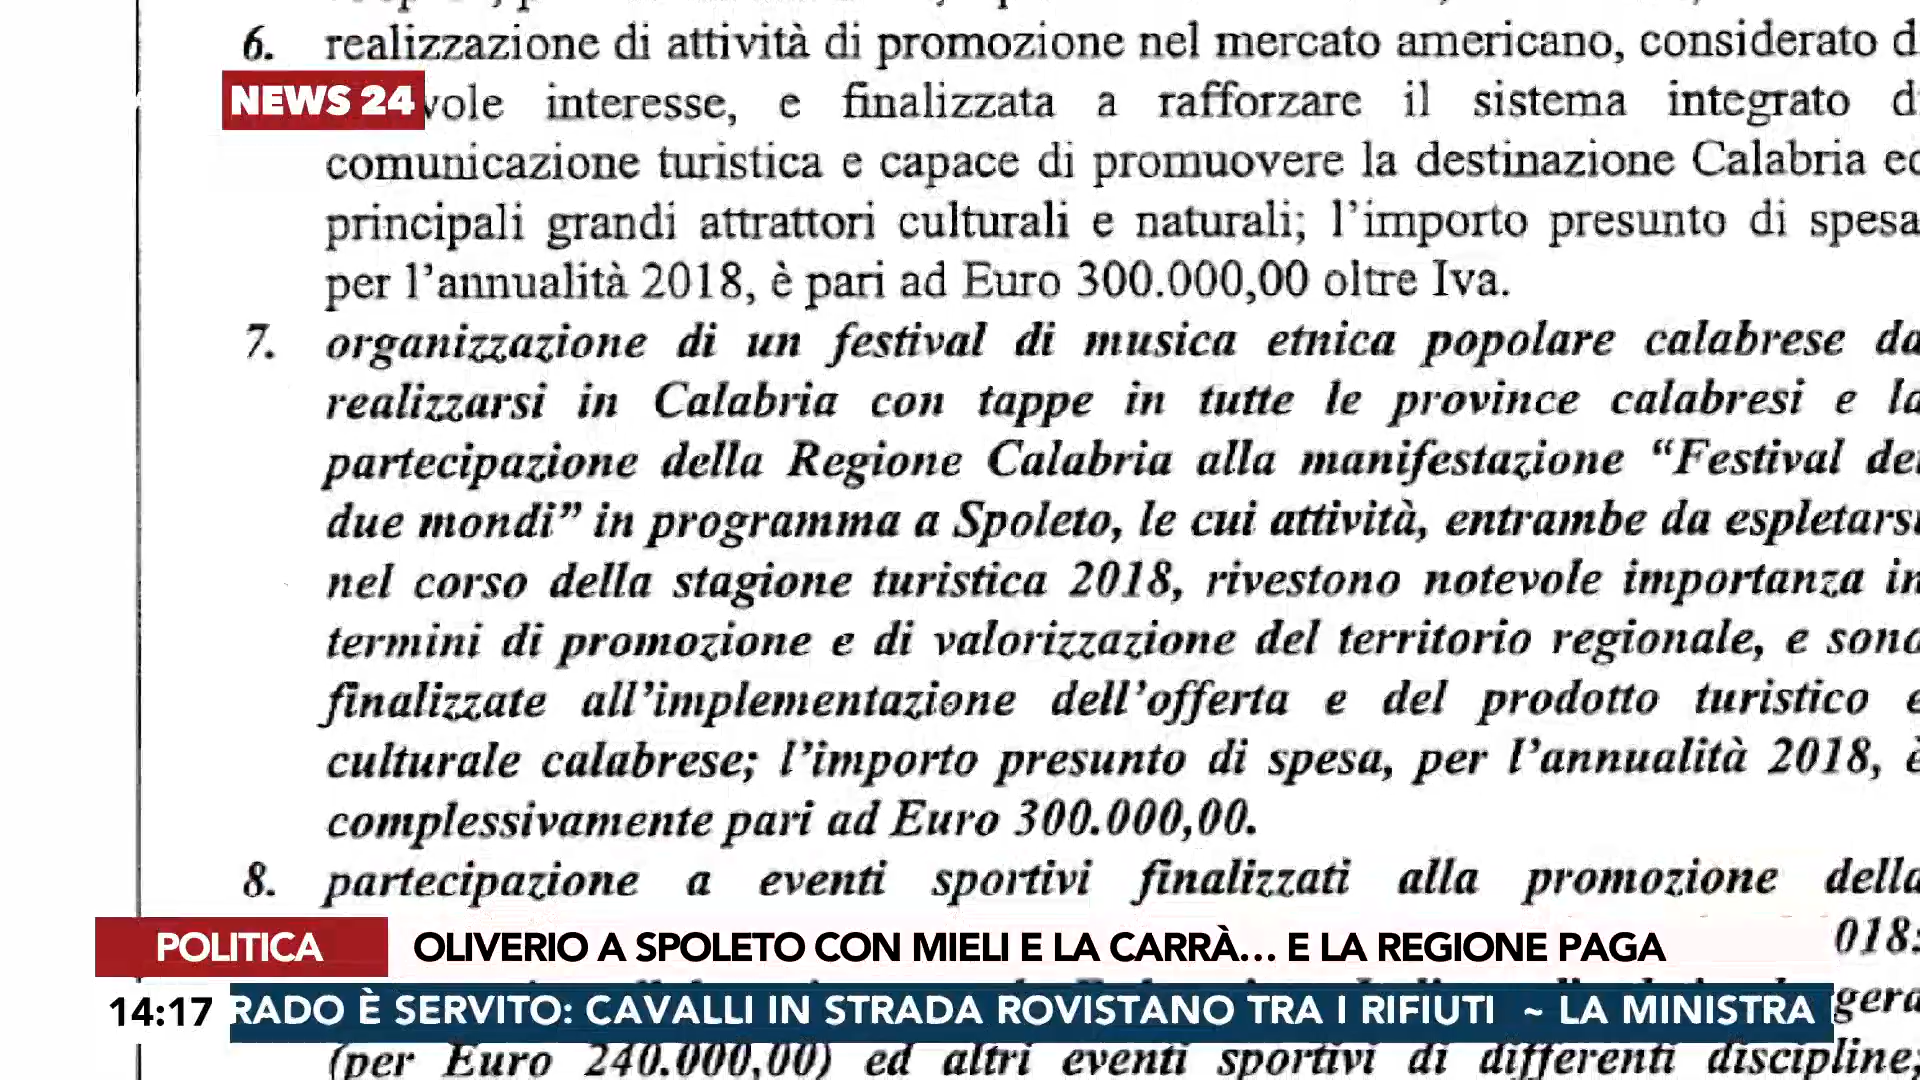 6. realizzazione di attività di promozione nel mercato americano, considerato d
NEWS 24
vole interesse, e finalizzata a rafforzare il sistema integrato d
comunicazione turistica e capace di promuovere la destinazione Calabria ed
principali grandi attrattori culturali e naturali; l'importo presunto di spesa
per l'annualità 2018, è pari ad Euro 300.000,00 oltre Iva.
7. organizzazione di un festival di musica etnica popolare calabrese da
realizzarsi in Calabria con tappe in tutte le province calabresi e la
partecipazione della Regione Calabria alla manifestazione “Festival dei
due mondi” in programma a Spoleto, le cui attività, entrambe da espletarsi
nel corso della stagione turistica 2018, rivestono notevole importanza in
termini di promozione e di valorizzazione del territorio regionale, e sono
finalizzate all'implementazione dell'offerta e del prodotto turistico e
culturale calabrese; l'importo presunto di spesa, per l'annualità 2018, è
complessivamente pari ad Euro 300.000,00.
8. partecipazione a eventi sportivi finalizzati alla promozione della
018:
POLITICA OLIVERIO A SPOLETO CON MIELI E LA CARRÀ... E LA REGIONE PAGA
14:17 RADO È SERVITO: CAVALLI IN STRADA ROVISTANO TRA I RIFIUTI ~ LA MINISTRA
gera
(per Euro 240.000,00) ed altri eventi sportivi di differenti discipline;